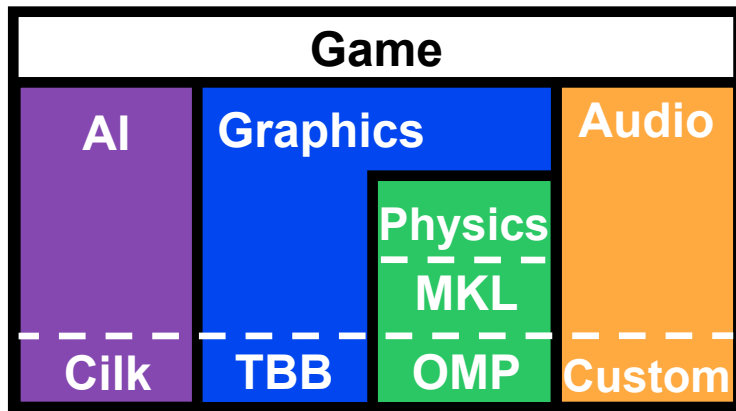 Game
AI
Graphics
Audio
Physics
MKL
Cilk
TBB
OMP
Custom